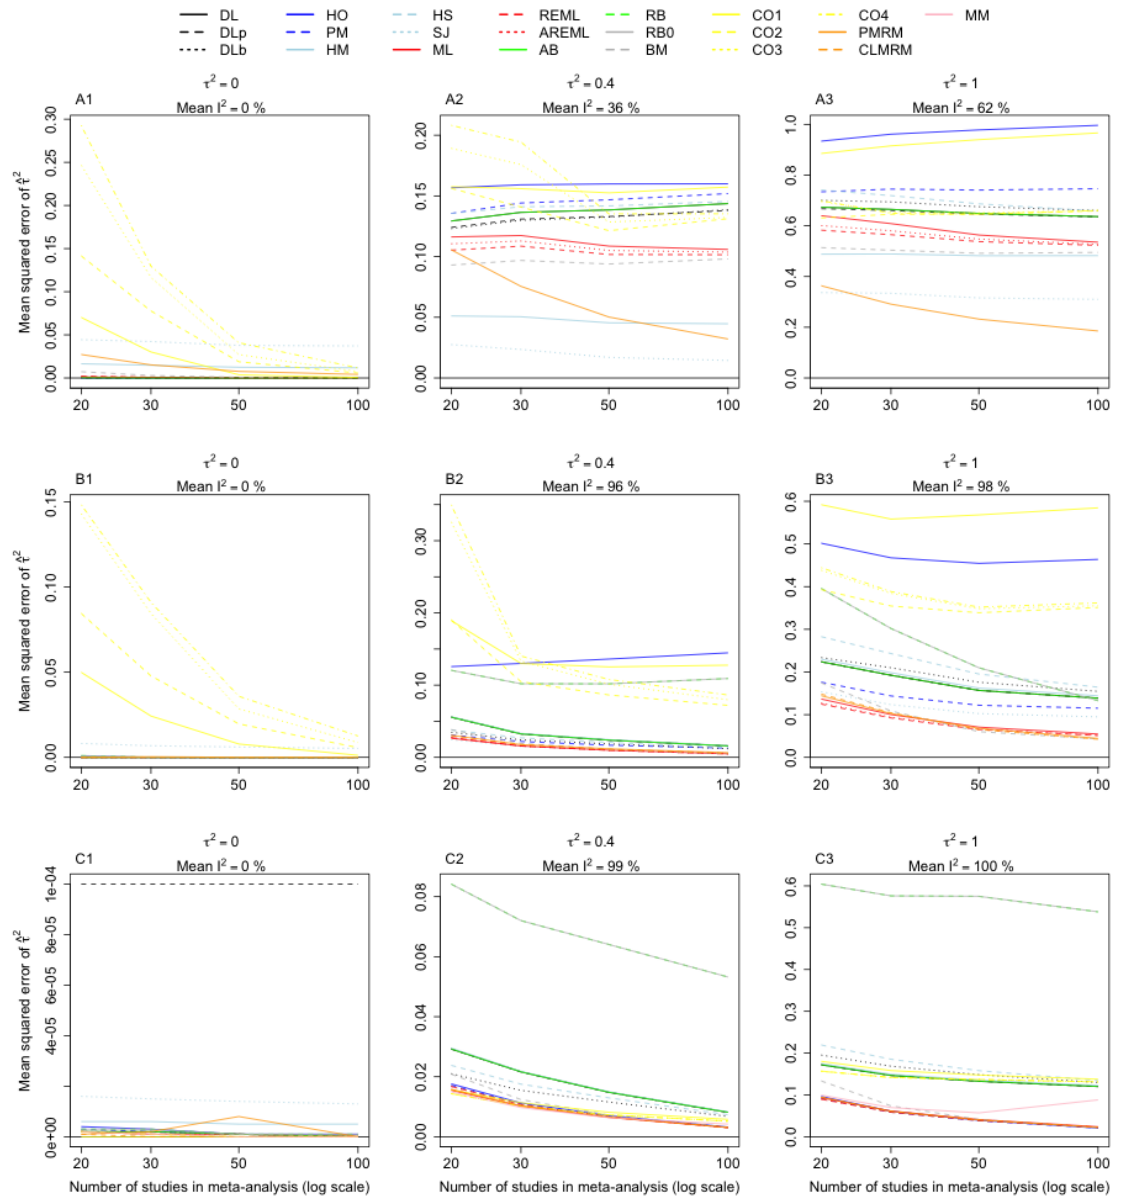 DL HO HS REML RB CO1 CO4 MM
DLp PM SJ AREML RB0 CO2 PMRM
DLb HM ML AB BM CO3 CLMRM
τ² = 0 τ² = 0.4 τ² = 1
A1 Mean I² = 0 % A2 Mean I² = 36 % A3 Mean I² = 62 %
Mean squared error of τ̂²
0.00 0.05 0.10 0.15 0.20 0.25 0.30
0.00 0.05 0.10 0.15 0.20
0.0 0.2 0.4 0.6 0.8 1.0
20 30 50 100 20 30 50 100 20 30 50 100
τ² = 0 τ² = 0.4 τ² = 1
B1 Mean I² = 0 % B2 Mean I² = 96 % B3 Mean I² = 98 %
Mean squared error of τ̂²
0.00 0.05 0.10 0.15
0.00 0.10 0.20 0.30
0.0 0.1 0.2 0.3 0.4 0.5 0.6
20 30 50 100 20 30 50 100 20 30 50 100
τ² = 0 τ² = 0.4 τ² = 1
C1 Mean I² = 0 % C2 Mean I² = 99 % C3 Mean I² = 100 %
Mean squared error of τ̂²
0e+00 4e-05 6e-05 8e-05 1e-04
0.00 0.02 0.04 0.06 0.08
0.0 0.1 0.2 0.3 0.4 0.5 0.6
20 30 50 100 20 30 50 100 20 30 50 100
Number of studies in meta-analysis (log scale) Number of studies in meta-analysis (log scale) Number of studies in meta-analysis (log scale)